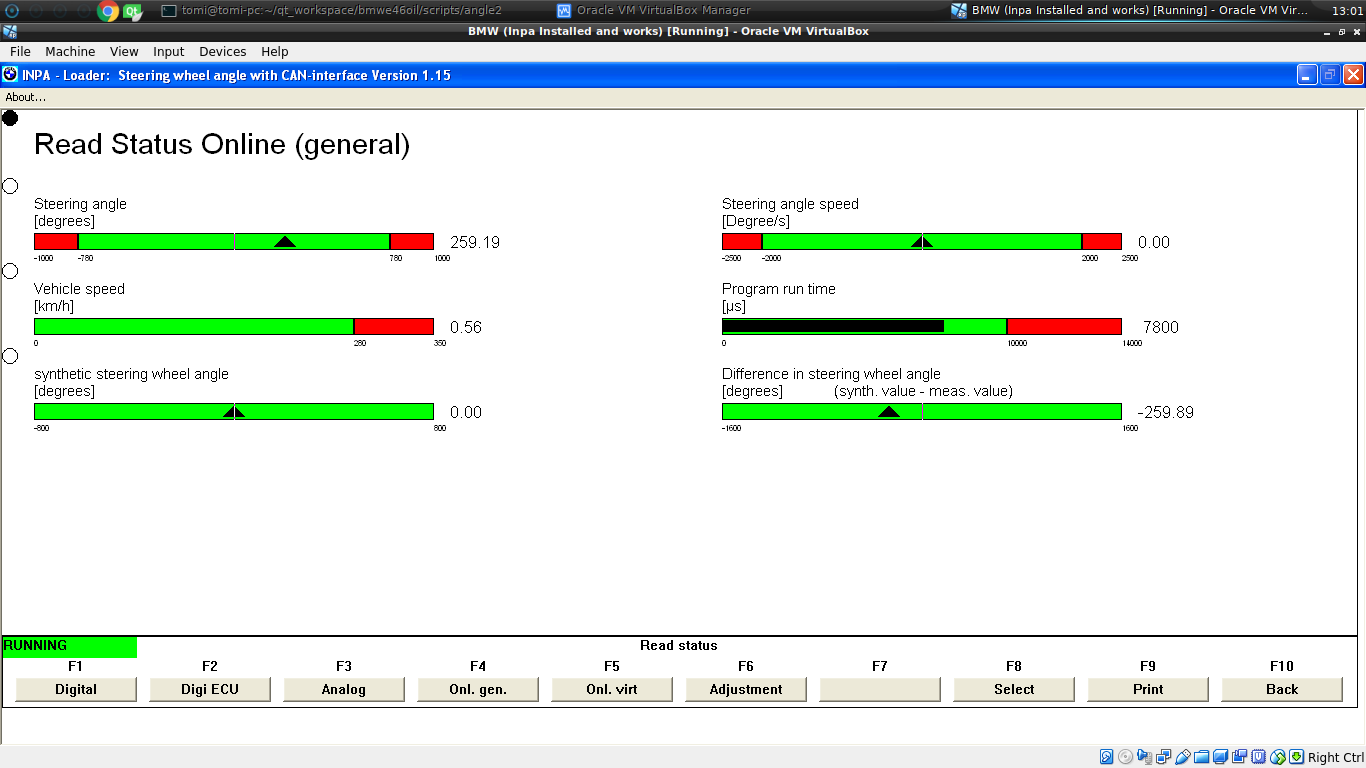 tomi@tomi-pc:~/qt_workspace/bmwe46oil/scripts/angle2
Oracle VM VirtualBox Manager
BMW (Inpa Installed and works) [Running] - Oracle VM Vir...
13:01
BMW (Inpa Installed and works) [Running] - Oracle VM VirtualBox
File Machine View Input Devices Help
INPA - Loader: Steering wheel angle with CAN-interface Version 1.15
About...
Read Status Online (general)
Steering angle
[degrees]
259.19
-1000 -780 780 1000
Steering angle speed
[Degree/s]
0.00
-2500 -2000 2000 2500
Vehicle speed
[km/h]
0.56
0 280 350
Program run time
[µs]
7800
0 10000 14000
synthetic steering wheel angle
[degrees]
0.00
-800 800
Difference in steering wheel angle
[degrees] (synth. value - meas. value)
-259.89
-1600 1600
RUNNING
Read status
F1 F2 F3 F4 F5 F6 F7 F8 F9 F10
Digital Digi ECU Analog Onl. gen. Onl. virt Adjustment Select Print Back
Right Ctrl